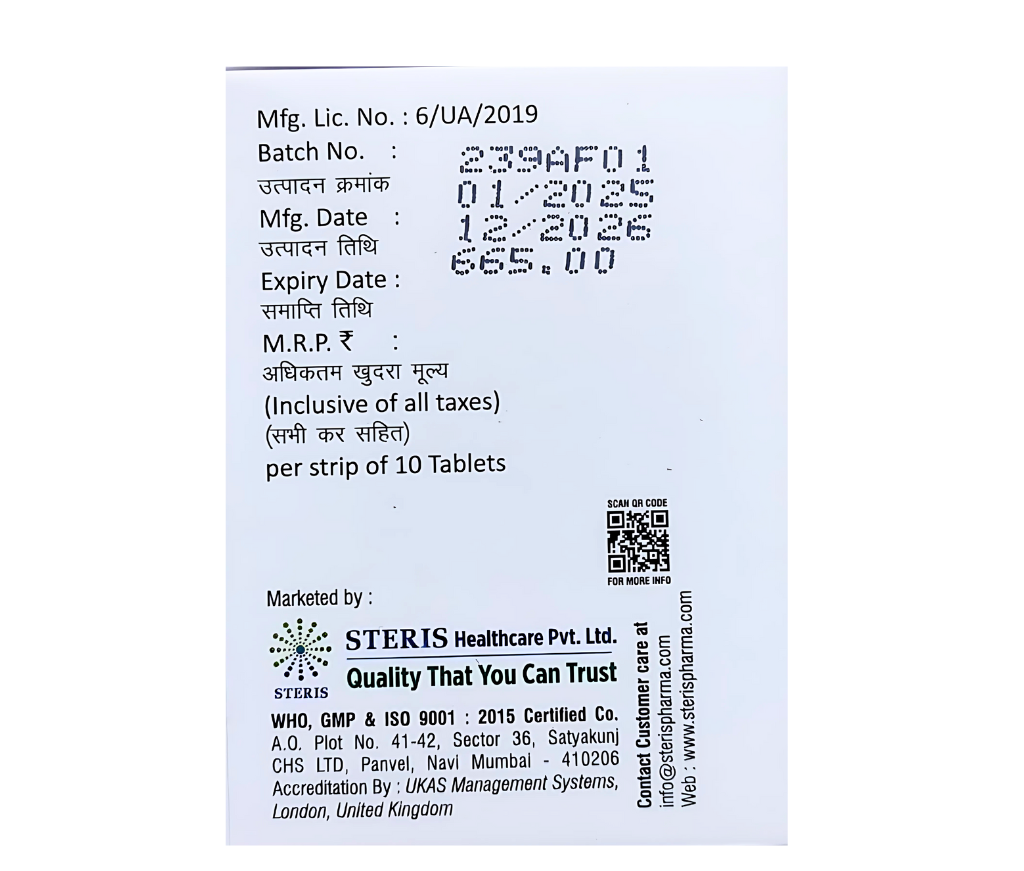 Mfg. Lic. No. : 6/UA/2019
Batch No. : 239AF01
उत्पादन क्रमांक 01/2025
Mfg. Date : 12/2026
उत्पादन तिथि 665.00
Expiry Date :
समाप्ति तिथि
M.R.P. ₹ :
अधिकतम खुदरा मूल्य
(Inclusive of all taxes)
(सभी कर सहित)
per strip of 10 Tablets
SCAN QR CODE
FOR MORE INFO
Marketed by :
STERIS
STERIS Healthcare Pvt. Ltd.
Quality That You Can Trust
WHO, GMP & ISO 9001 : 2015 Certified Co.
A.O. Plot No. 41-42, Sector 36, Satyakunj
CHS LTD, Panvel, Navi Mumbai - 410206
Accreditation By : UKAS Management Systems,
London, United Kingdom
Contact Customer care at
info@sterispharma.com
Web : www.sterispharma.com